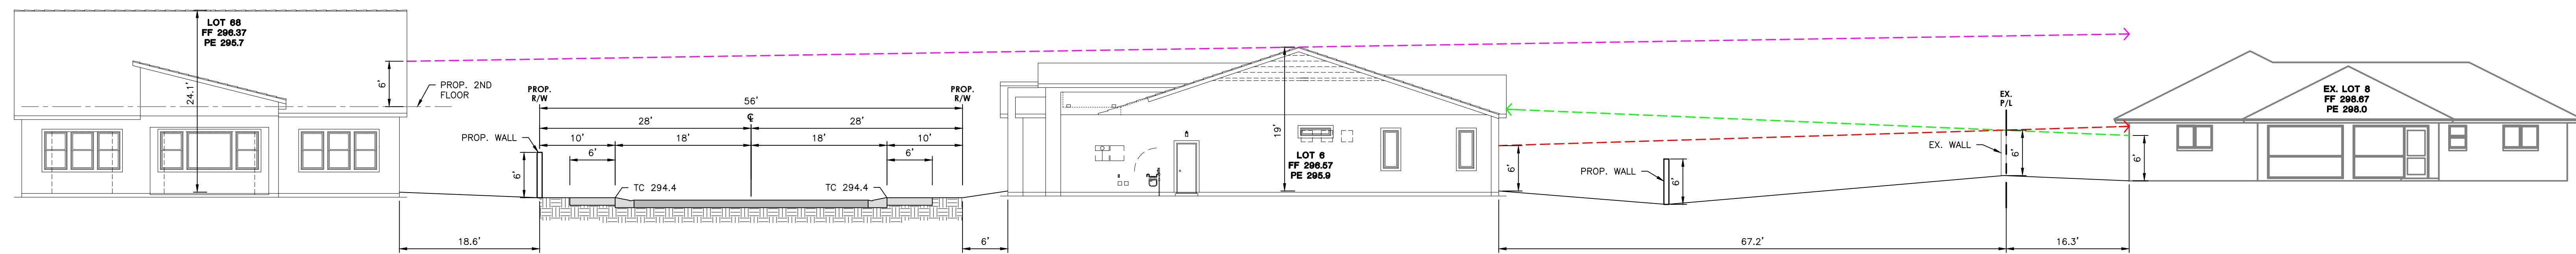 LOT 68
FF 296.37
PE 295.7
24.1'
6'
PROP. 2ND
FLOOR
PROP. WALL
6'
PROP.
R/W
PROP.
R/W
56'
28'
℄
28'
10'
18'
18'
10'
6'
6'
TC 294.4
TC 294.4
18.6'
6'
19'
LOT 6
FF 296.57
PE 295.9
6'
PROP. WALL
6'
EX.
P/L
EX. WALL
6'
6'
67.2'
16.3'
EX. LOT 8
FF 298.67
PE 298.0